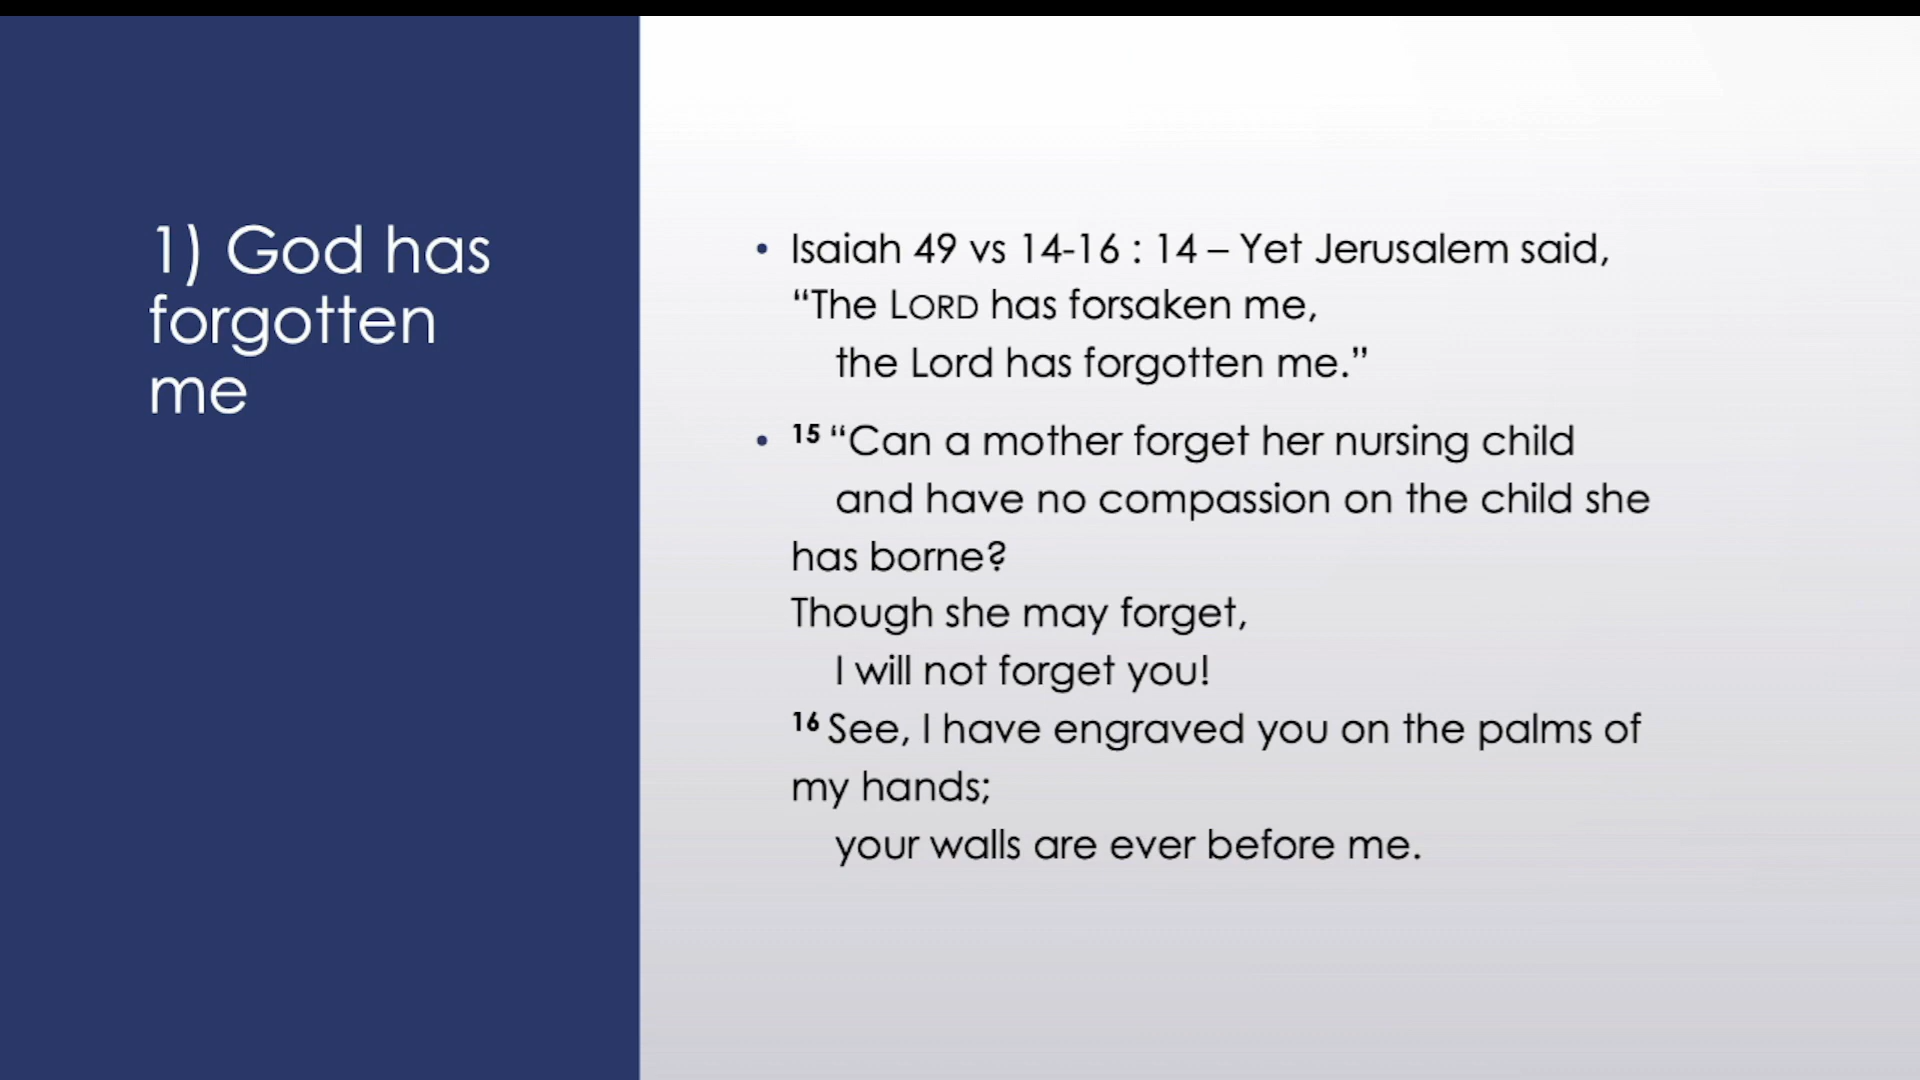 1) God has
forgotten
me
• Isaiah 49 vs 14-16 : 14 – Yet Jerusalem said,
“The LORD has forsaken me,
the Lord has forgotten me.”
• 15 “Can a mother forget her nursing child
and have no compassion on the child she
has borne?
Though she may forget,
I will not forget you!
16 See, I have engraved you on the palms of
my hands;
your walls are ever before me.